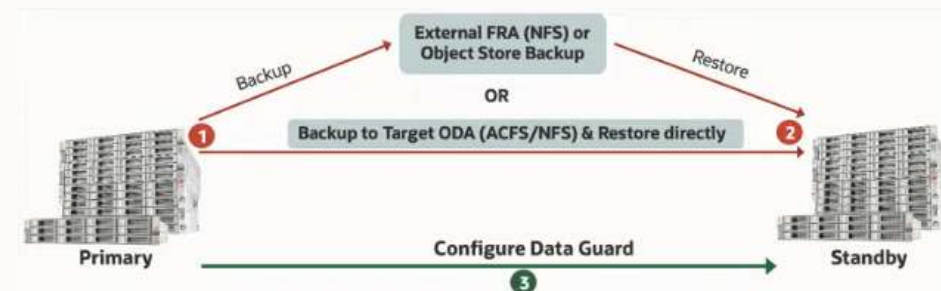 External FRA (NFS) or
Object Store Backup
Backup
Restore
OR
1
Backup to Target ODA (ACFS/NFS) & Restore directly
2
Primary
Configure Data Guard
Standby
3